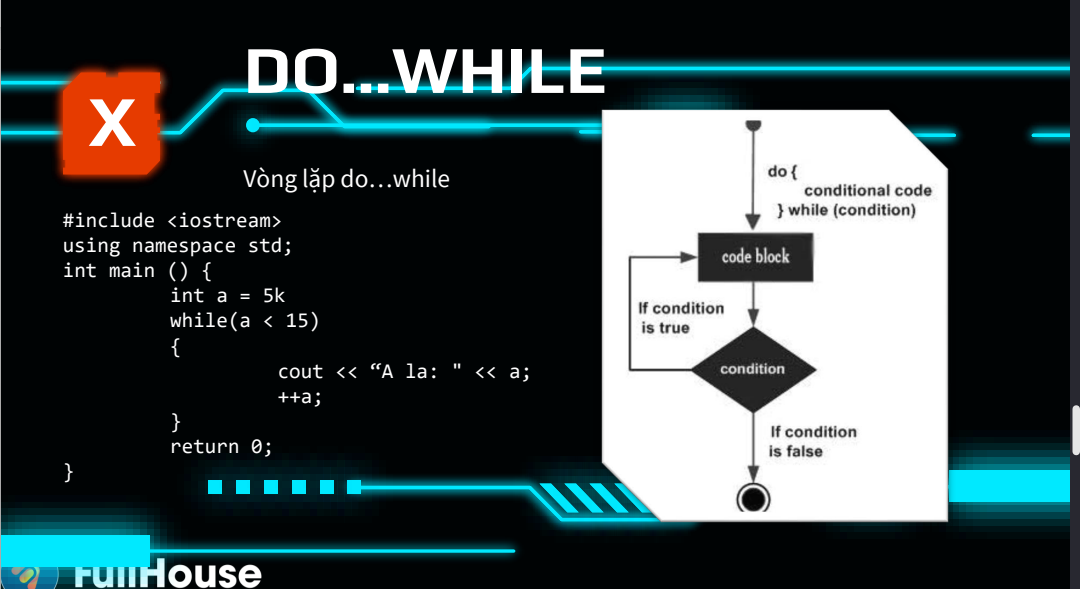 DO...WHILE
X
Vòng lặp do...while
#include <iostream>
using namespace std;
int main () {
int a = 5k
while(a < 15)
{
cout << “A la: " << a;
++a;
}
return 0;
}
do {
conditional code
} while (condition)
code block
If condition
is true
condition
If condition
is false
FullHouse